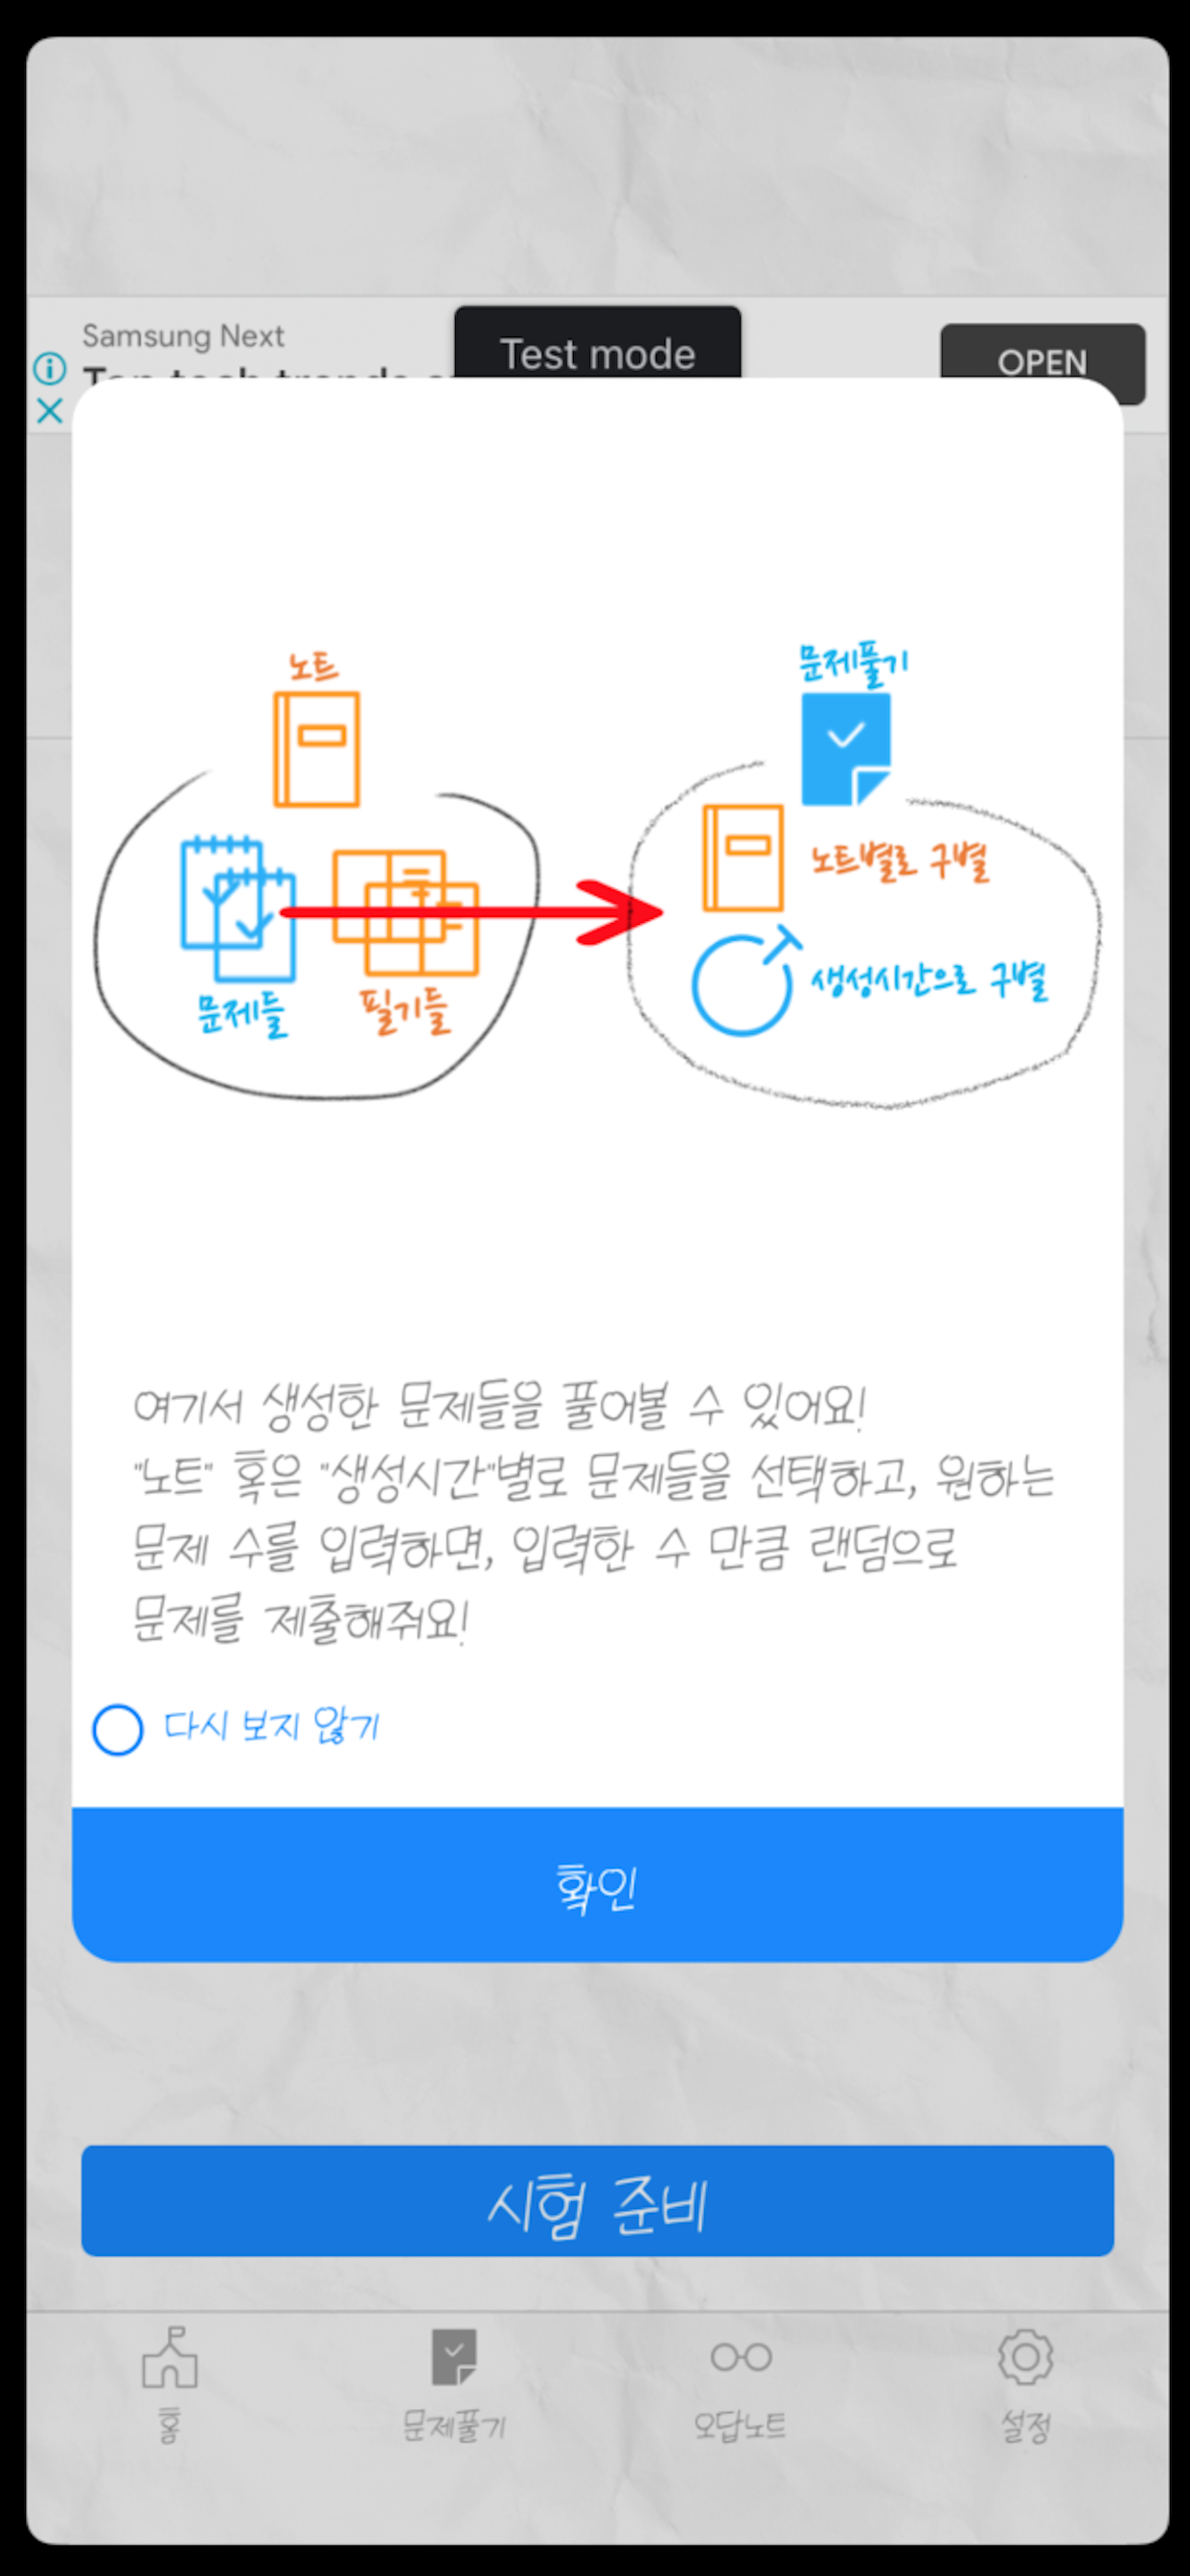 Samsung Next
Test mode
OPEN
노트
문제풀기
노트별로 구별
생성시간으로 구별
문제들
필기들
여기서 생성한 문제들을 풀어볼 수 있어요!
"노트" 혹은 "생성시간"별로 문제들을 선택하고, 원하는
문제 수를 입력하면, 입력한 수 만큼 랜덤으로
문제를 제출해줘요!
다시 보지 않기
확인
시험 준비
홈
문제풀기
오답노트
설정